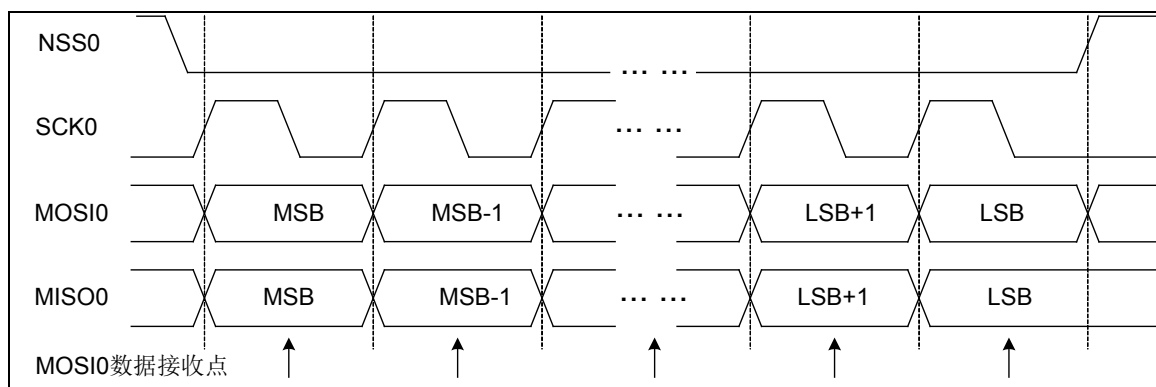 NSS0
... ...
SCK0
... ...
MOSI0 MSB MSB-1 ... ... LSB+1 LSB
MISO0 MSB MSB-1 ... ... LSB+1 LSB
MOSI0数据接收点